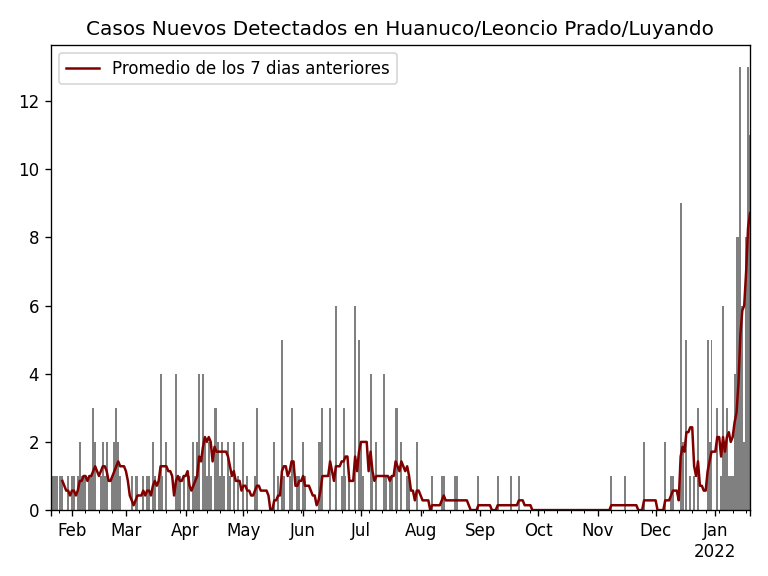 Casos Nuevos Detectados en Huanuco/Leoncio Prado/Luyando
Promedio de los 7 dias anteriores
12
10
8
6
4
2
0
Feb Mar Apr May Jun Jul Aug Sep Oct Nov Dec Jan
2022